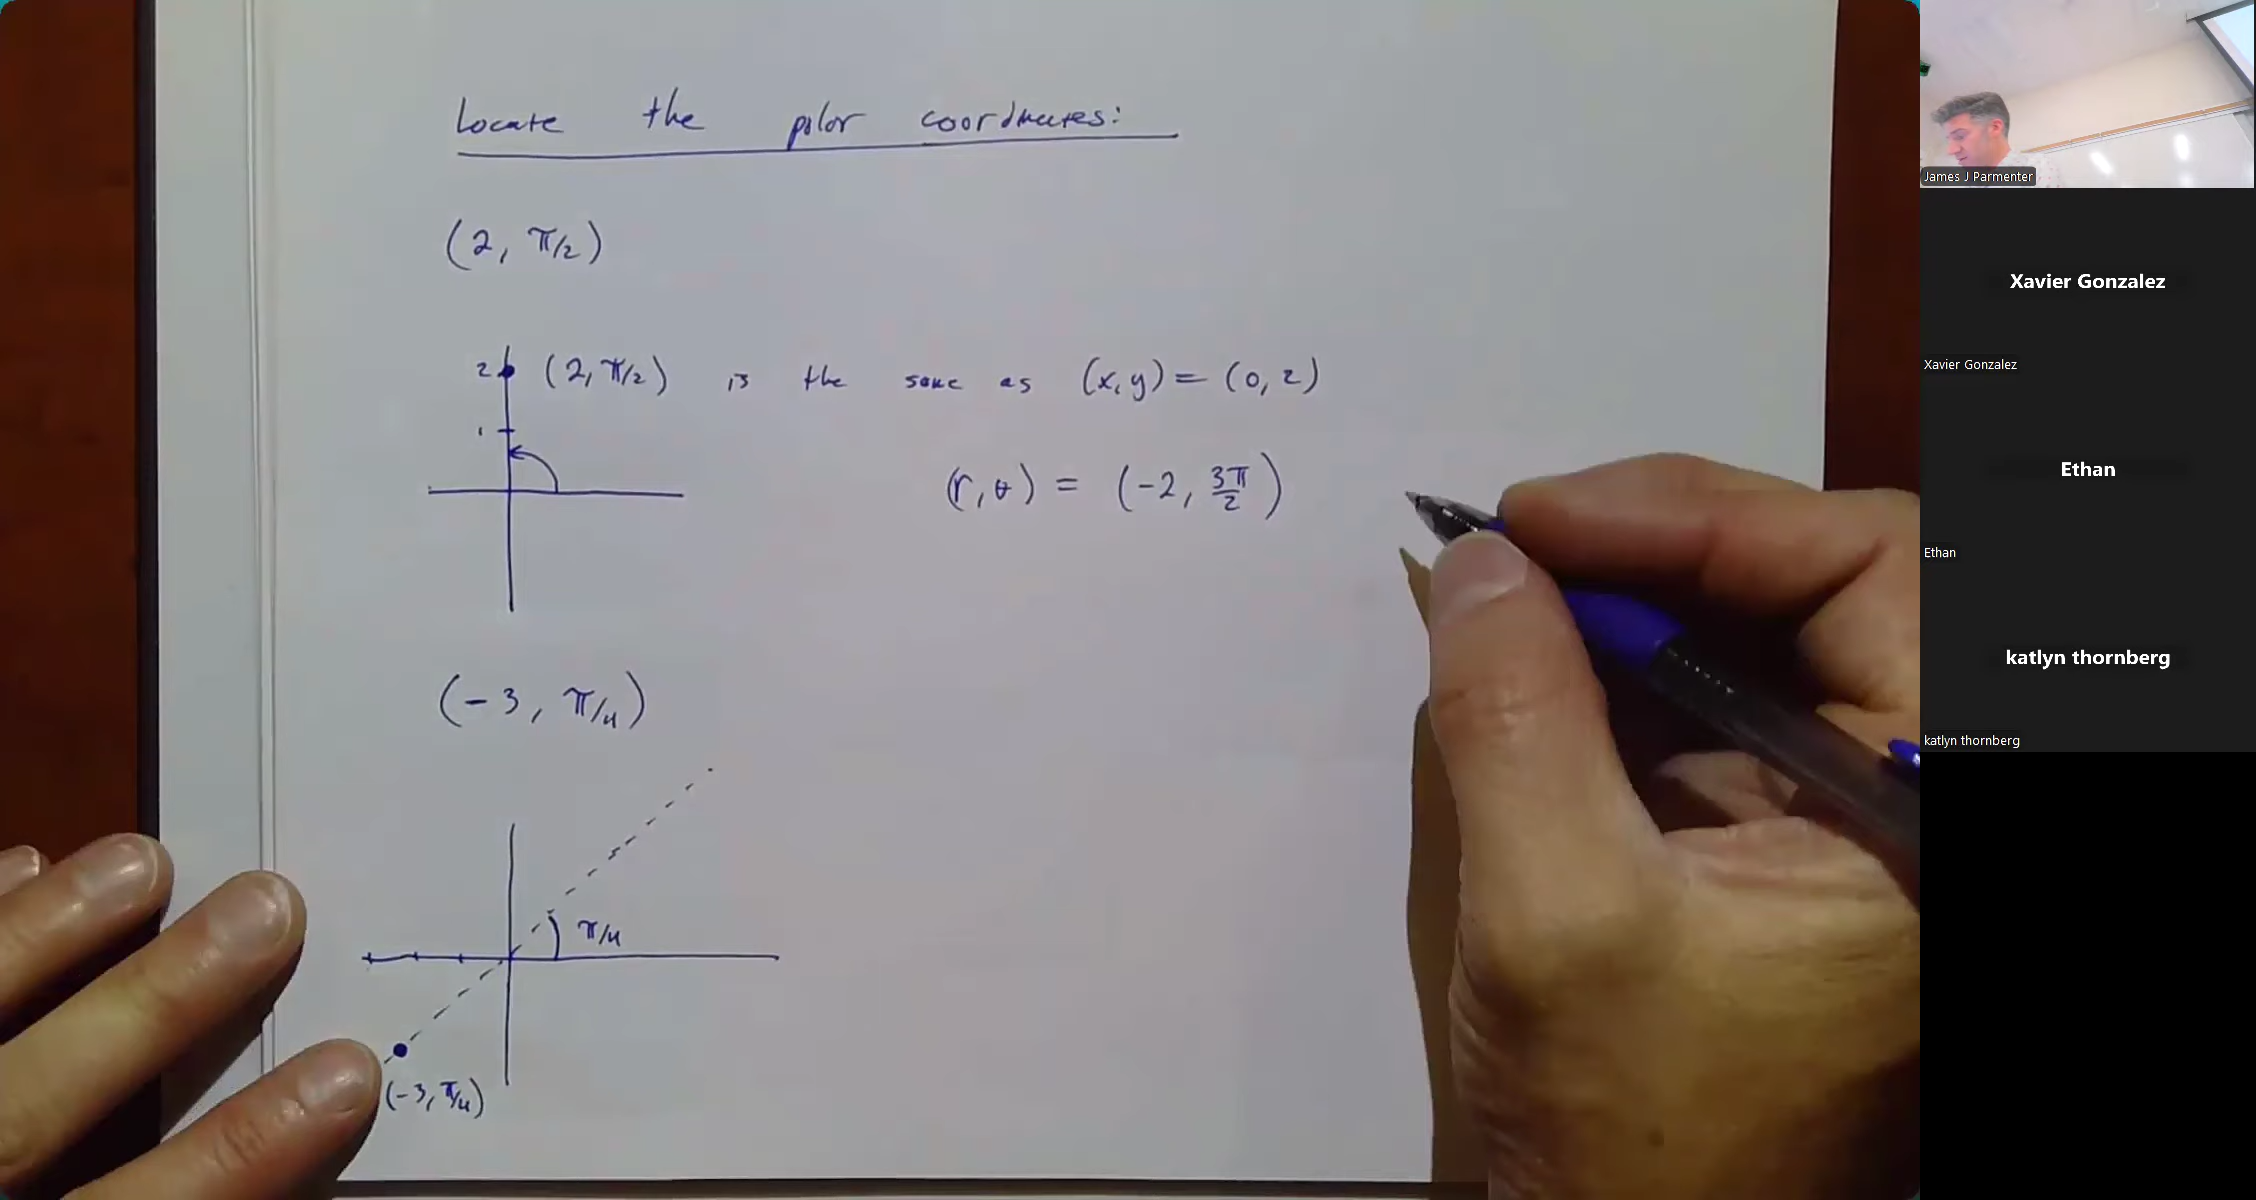 Locate the polar coordinates:
(2, π/2)
2 (2, π/2) is the same as (x, y) = (0, 2)
1
(r, θ) = (-2, 3π/2)
(-3, π/4)
π/4
(-3, π/4)
James J Parmenter
Xavier Gonzalez
Xavier Gonzalez
Ethan
Ethan
katlyn thornberg
katlyn thornberg